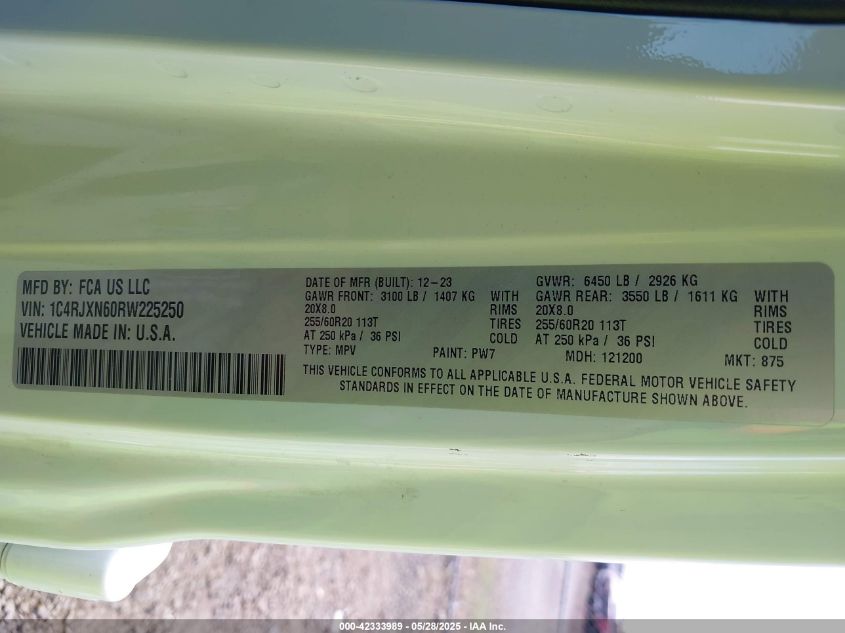 MFD BY: FCA US LLC
VIN: 1C4RJXN60RW225250
VEHICLE MADE IN: U.S.A.
DATE OF MFR (BUILT): 12-23 GVWR: 6450 LB / 2926 KG
GAWR FRONT: 3100 LB / 1407 KG WITH GAWR REAR: 3550 LB / 1611 KG WITH
20X8.0 RIMS 20X8.0 RIMS
255/60R20 113T TIRES 255/60R20 113T TIRES
AT 250 kPa / 36 PSI COLD AT 250 kPa / 36 PSI COLD
TYPE: MPV PAINT: PW7 MDH: 121200 MKT: 875
THIS VEHICLE CONFORMS TO ALL APPLICABLE U.S.A. FEDERAL MOTOR VEHICLE SAFETY
STANDARDS IN EFFECT ON THE DATE OF MANUFACTURE SHOWN ABOVE.
000-42333989 - 05/28/2025 - IAA Inc.